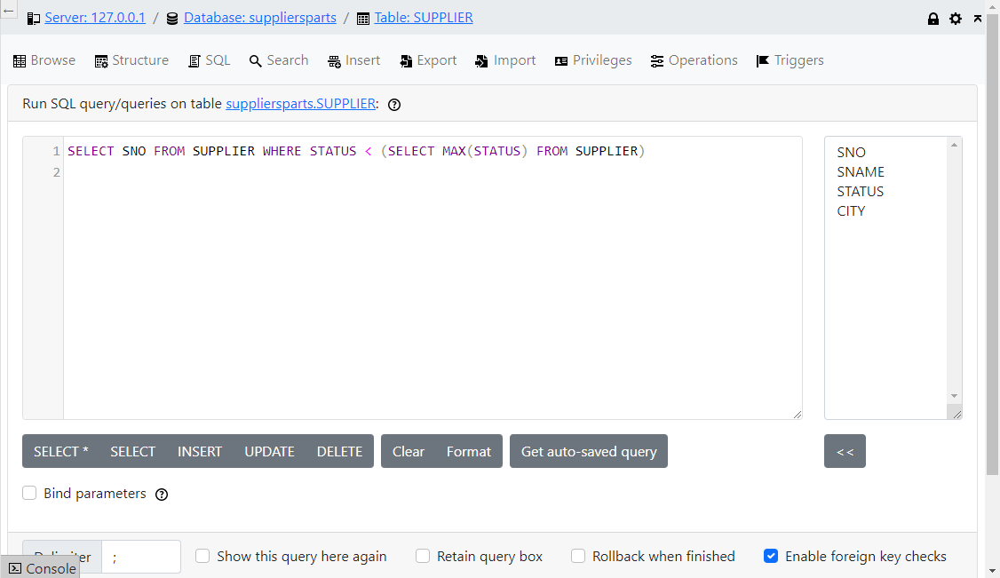 Server: 127.0.0.1 / Database: suppliersparts / Table: SUPPLIER
Browse Structure SQL Search Insert Export Import Privileges Operations Triggers
Run SQL query/queries on table suppliersparts.SUPPLIER:
1 SELECT SNO FROM SUPPLIER WHERE STATUS < (SELECT MAX(STATUS) FROM SUPPLIER)
2
SNO
SNAME
STATUS
CITY
SELECT * SELECT INSERT UPDATE DELETE Clear Format Get auto-saved query <<
Bind parameters
Delimiter ; Show this query here again Retain query box Rollback when finished Enable foreign key checks
Console